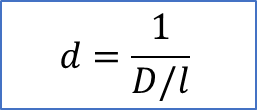 d = 1 / (D/l)